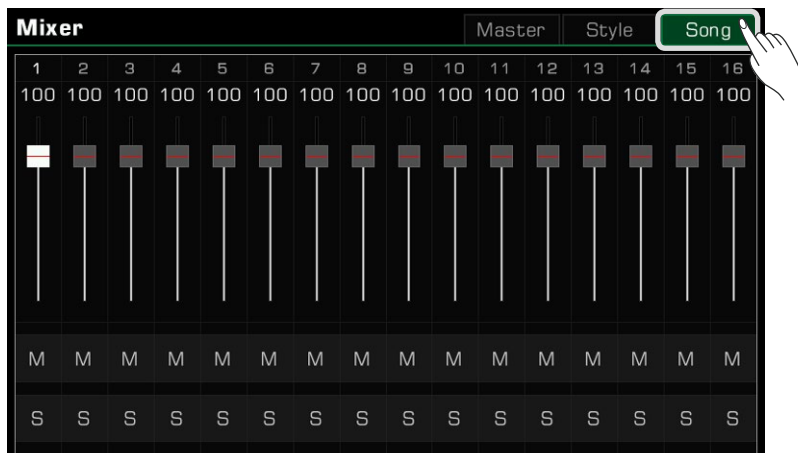 Mixer Master Style Song
1 2 3 4 5 6 7 8 9 10 11 12 13 14 15 16
100 100 100 100 100 100 100 100 100 100 100 100 100 100 100 100
M M M M M M M M M M M M M M M M
S S S S S S S S S S S S S S S S